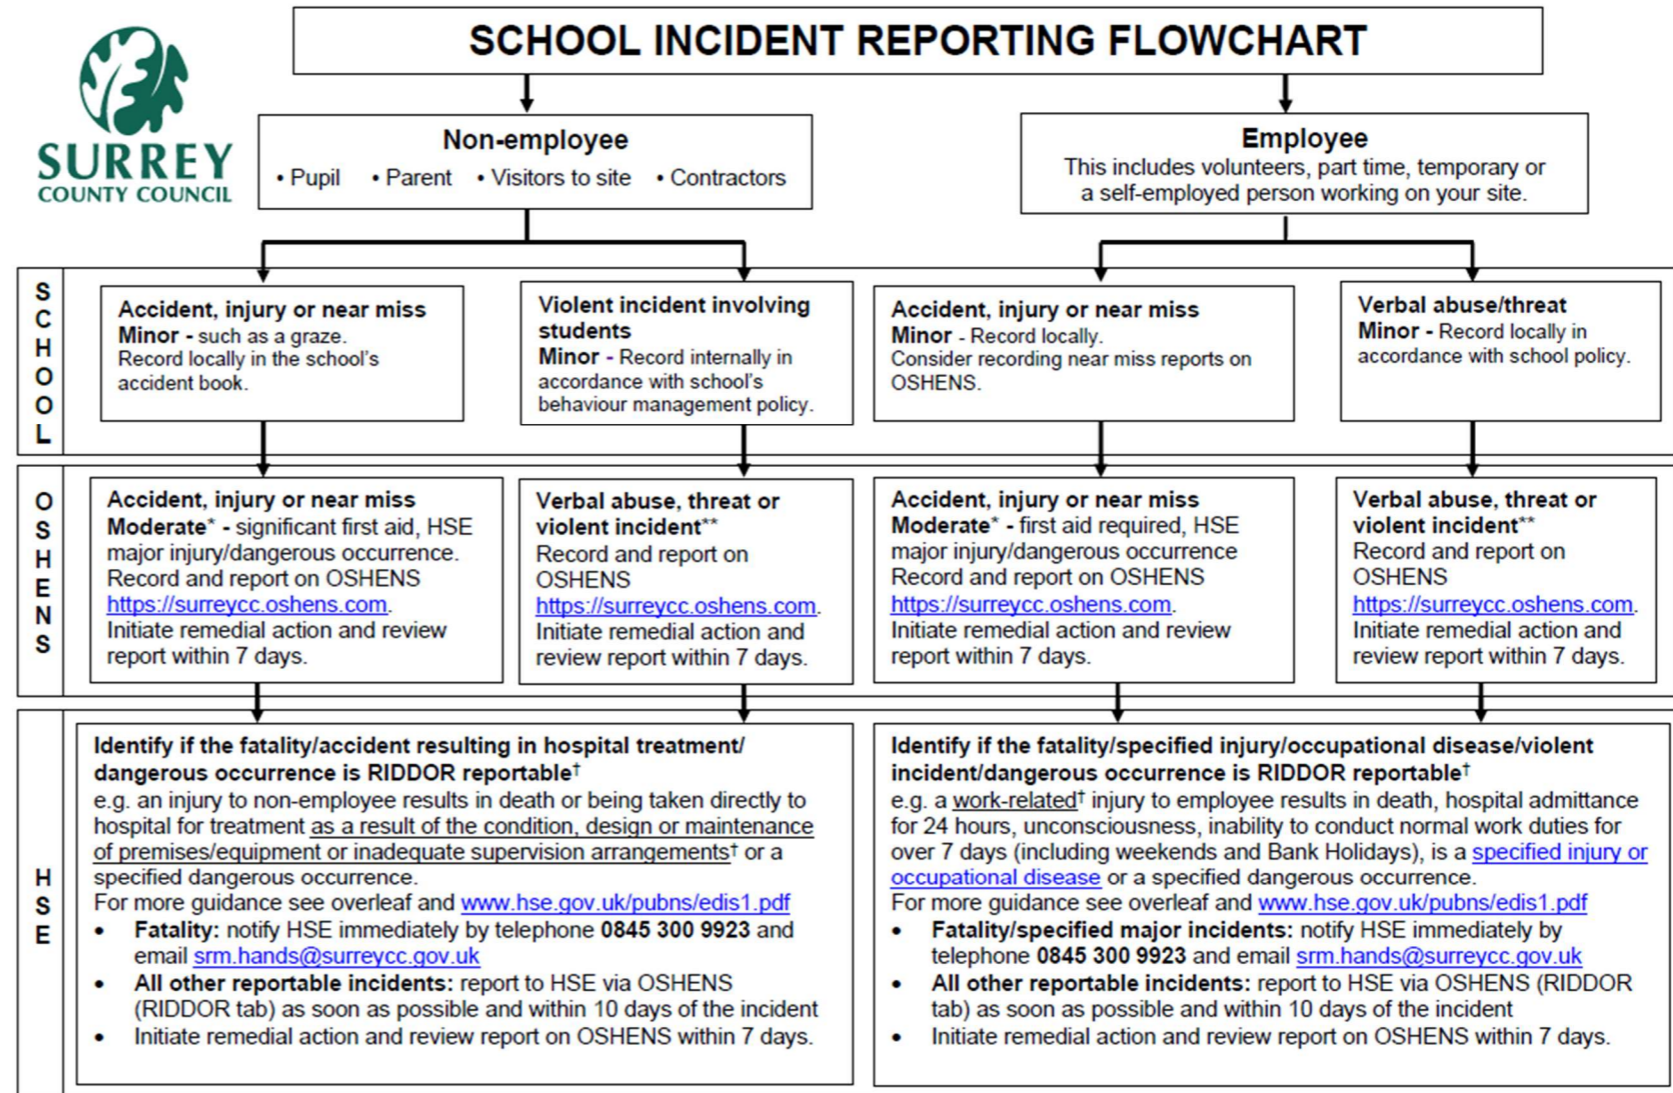 SCHOOL INCIDENT REPORTING FLOWCHART
SURREY
COUNTY COUNCIL
Non-employee
• Pupil • Parent • Visitors to site • Contractors
Employee
This includes volunteers, part time, temporary or
a self-employed person working on your site.
SCHOOL
Accident, injury or near miss
Minor - such as a graze.
Record locally in the school's
accident book.
Violent incident involving
students
Minor - Record internally in
accordance with school's
behaviour management policy.
Accident, injury or near miss
Minor - Record locally.
Consider recording near miss reports on
OSHENS.
Verbal abuse/threat
Minor - Record locally in
accordance with school policy.
OSHENS
Accident, injury or near miss
Moderate* - significant first aid, HSE
major injury/dangerous occurrence.
Record and report on OSHENS
https://surreycc.oshens.com.
Initiate remedial action and review
report within 7 days.
Verbal abuse, threat or
violent incident**
Record and report on
OSHENS
https://surreycc.oshens.com.
Initiate remedial action and
review report within 7 days.
Accident, injury or near miss
Moderate* - first aid required, HSE
major injury/dangerous occurrence
Record and report on OSHENS
https://surreycc.oshens.com.
Initiate remedial action and review
report within 7 days.
Verbal abuse, threat or
violent incident**
Record and report on
OSHENS
https://surreycc.oshens.com.
Initiate remedial action and
review report within 7 days.
HSE
Identify if the fatality/accident resulting in hospital treatment/
dangerous occurrence is RIDDOR reportable†
e.g. an injury to non-employee results in death or being taken directly to
hospital for treatment as a result of the condition, design or maintenance
of premises/equipment or inadequate supervision arrangements† or a
specified dangerous occurrence.
For more guidance see overleaf and www.hse.gov.uk/pubns/edis1.pdf
• Fatality: notify HSE immediately by telephone 0845 300 9923 and
email srm.hands@surreycc.gov.uk
• All other reportable incidents: report to HSE via OSHENS
(RIDDOR tab) as soon as possible and within 10 days of the incident
• Initiate remedial action and review report on OSHENS within 7 days.
Identify if the fatality/specified injury/occupational disease/violent
incident/dangerous occurrence is RIDDOR reportable†
e.g. a work-related† injury to employee results in death, hospital admittance
for 24 hours, unconsciousness, inability to conduct normal work duties for
over 7 days (including weekends and Bank Holidays), is a specified injury or
occupational disease or a specified dangerous occurrence.
For more guidance see overleaf and www.hse.gov.uk/pubns/edis1.pdf
• Fatality/specified major incidents: notify HSE immediately by
telephone 0845 300 9923 and email srm.hands@surreycc.gov.uk
• All other reportable incidents: report to HSE via OSHENS (RIDDOR
tab) as soon as possible and within 10 days of the incident
• Initiate remedial action and review report on OSHENS within 7 days.